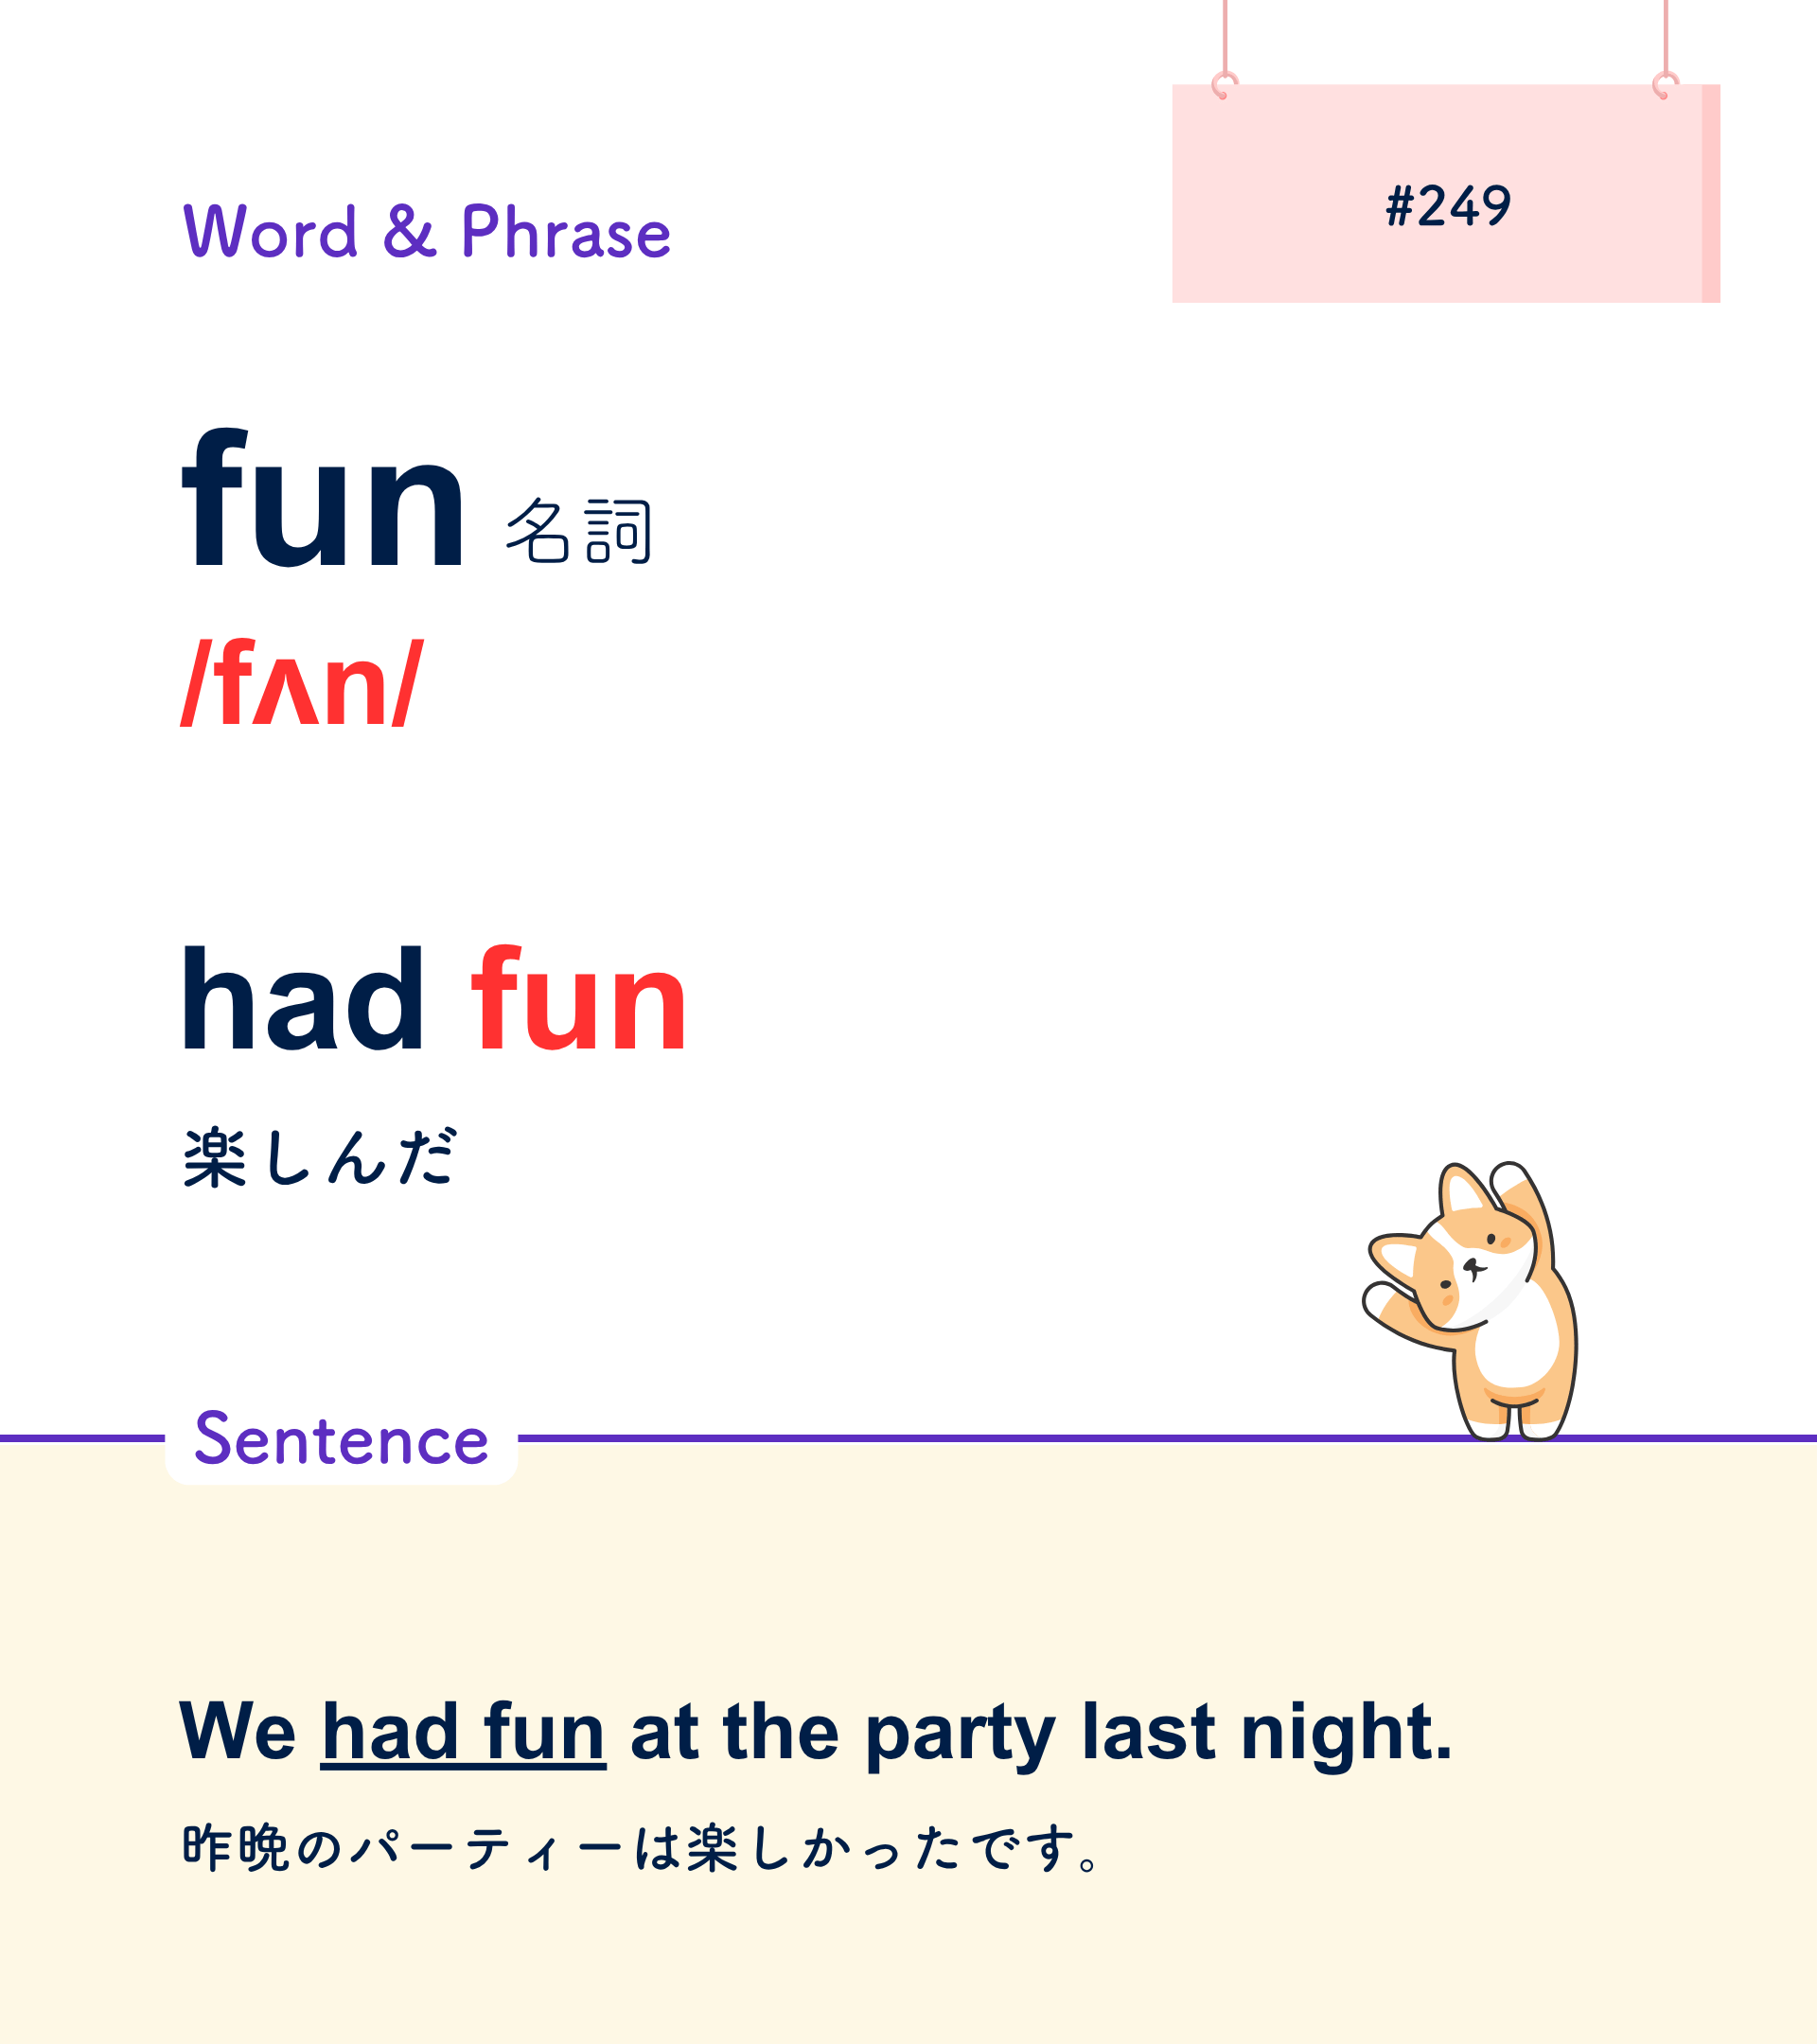 Word & Phrase
#249
fun 名詞
/fʌn/
had fun
楽しんだ
Sentence
We had fun at the party last night.
昨晩のパーティーは楽しかったです。